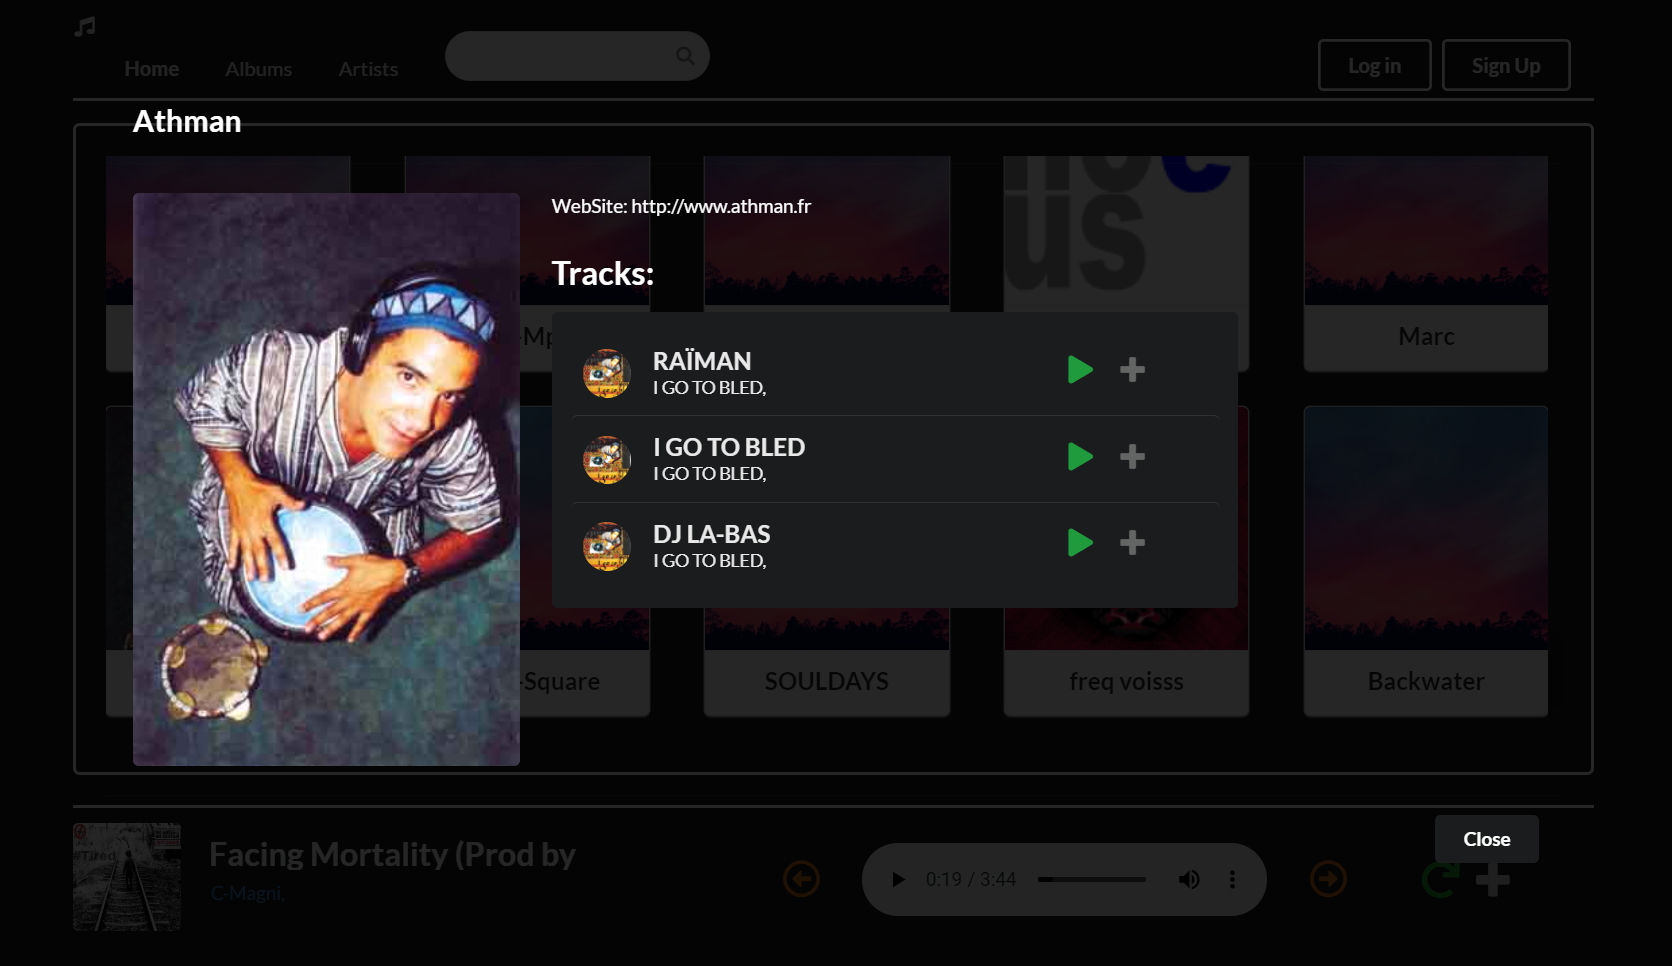 Home
Albums
Artists
Log in
Sign Up
Athman
WebSite: http://www.athman.fr
Tracks:
RAÏMAN
I GO TO BLED,
I GO TO BLED
I GO TO BLED,
DJ LA-BAS
I GO TO BLED,
-Mp
Marc
-Square
SOULDAYS
freq voisss
Backwater
#Tired
Facing Mortality (Prod by
C-Magni,
0:19 / 3:44
Close